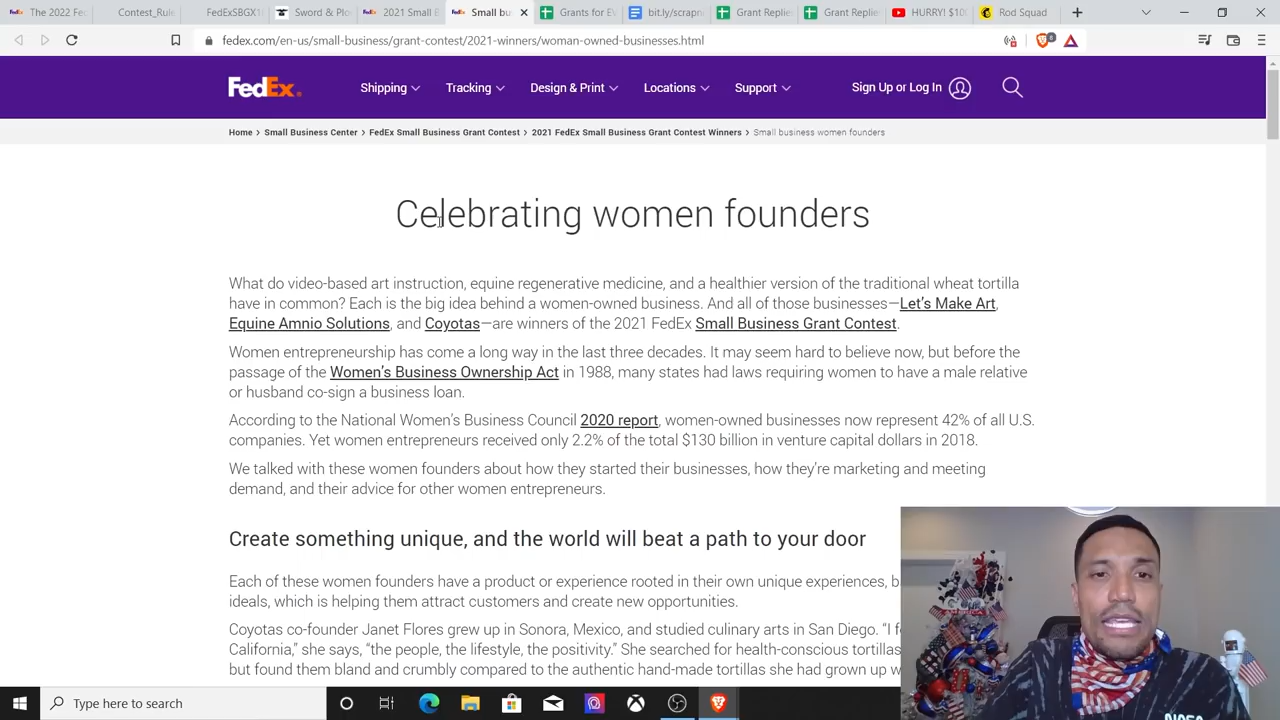 The 2022 Fed
Contest_Rule
FedExSBGX1
Sword & Plo
2021 Small E
Small bus
Grants for EV
bit.ly/scrapn
Grant Replie
Grant Replie
HURRY! $100
Rod Squad
fedex.com/en-us/small-business/grant-contest/2021-winners/woman-owned-businesses.html
FedEx
Shipping
Tracking
Design & Print
Locations
Support
Sign Up or Log In
Home > Small Business Center > FedEx Small Business Grant Contest > 2021 FedEx Small Business Grant Contest Winners > Small business women founders
Celebrating women founders
What do video-based art instruction, equine regenerative medicine, and a healthier version of the traditional wheat tortilla
have in common? Each is the big idea behind a women-owned business. And all of those businesses—Let's Make Art,
Equine Amnio Solutions, and Coyotas—are winners of the 2021 FedEx Small Business Grant Contest.
Women entrepreneurship has come a long way in the last three decades. It may seem hard to believe now, but before the
passage of the Women's Business Ownership Act in 1988, many states had laws requiring women to have a male relative
or husband co-sign a business loan.
According to the National Women's Business Council 2020 report, women-owned businesses now represent 42% of all U.S.
companies. Yet women entrepreneurs received only 2.2% of the total $130 billion in venture capital dollars in 2018.
We talked with these women founders about how they started their businesses, how they're marketing and meeting
demand, and their advice for other women entrepreneurs.
Create something unique, and the world will beat a path to your door
Each of these women founders have a product or experience rooted in their own unique experiences, b
ideals, which is helping them attract customers and create new opportunities.
Coyotas co-founder Janet Flores grew up in Sonora, Mexico, and studied culinary arts in San Diego. "I f
California," she says, "the people, the lifestyle, the positivity." She searched for health-conscious tortillas
but found them bland and crumbly compared to the authentic hand-made tortillas she had grown up w
Type here to search
NASA